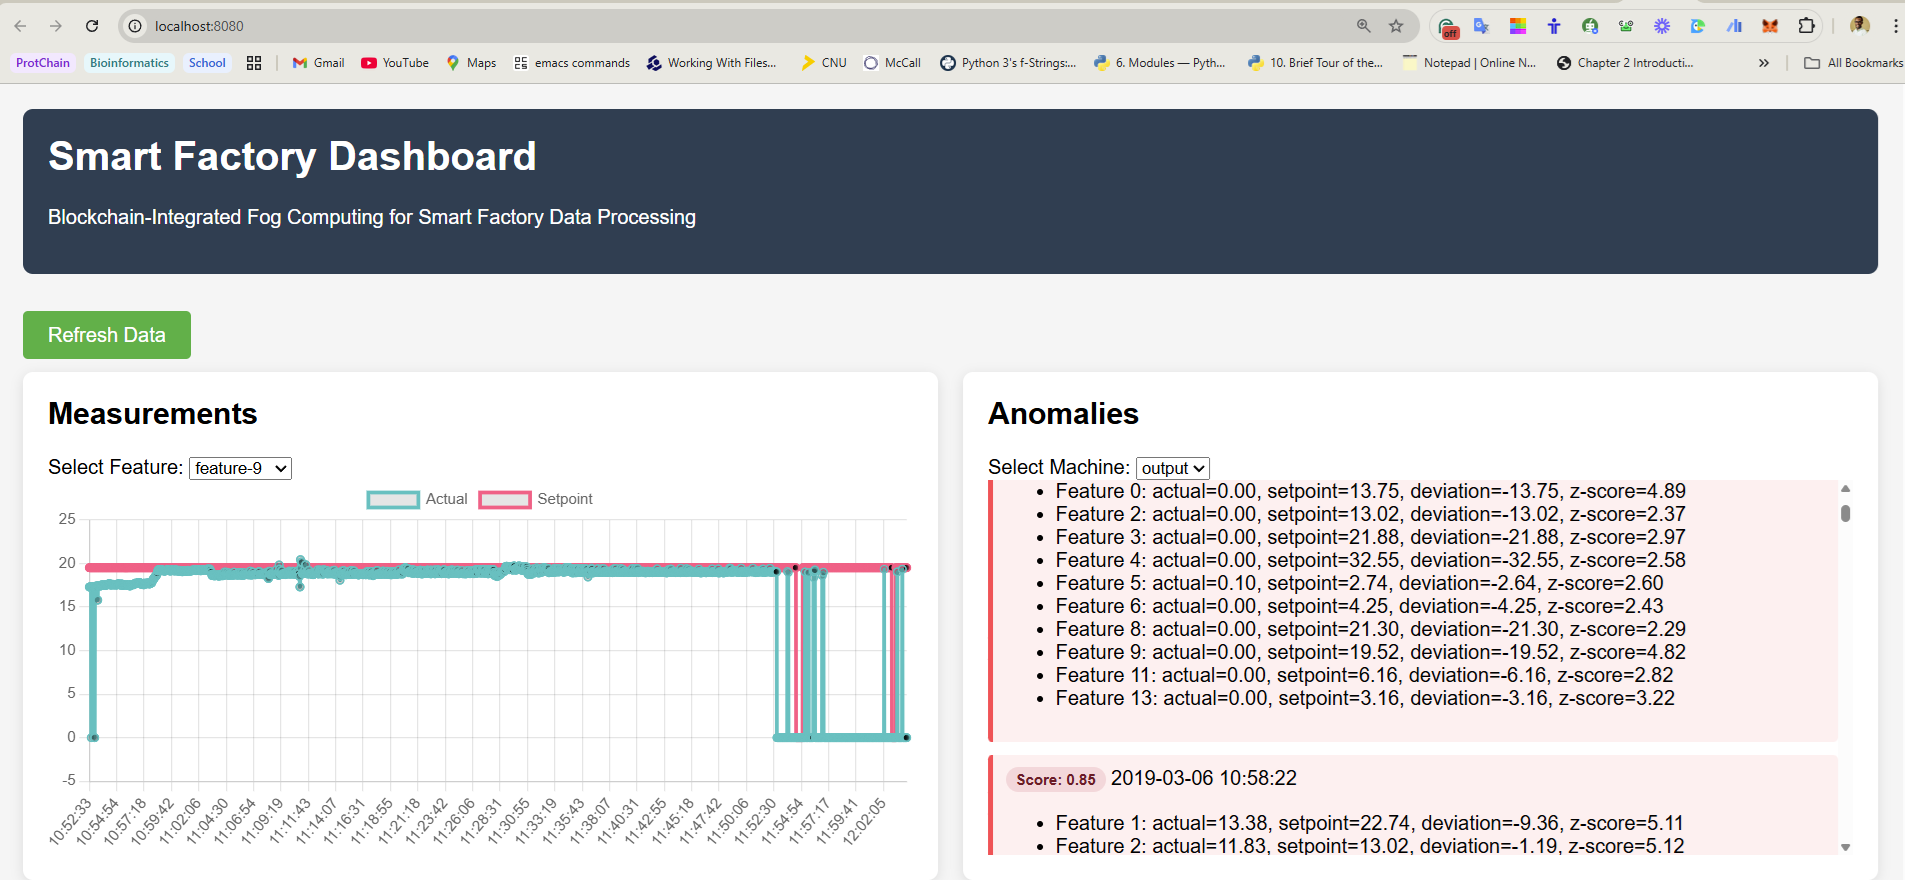 localhost:8080
off
ProtChain Bioinformatics School Gmail YouTube Maps emacs commands Working With Files... CNU McCall Python 3's f-Strings:... 6. Modules — Pyth... 10. Brief Tour of the... Notepad | Online N... Chapter 2 Introducti... » All Bookmarks
Smart Factory Dashboard
Blockchain-Integrated Fog Computing for Smart Factory Data Processing
Refresh Data
Measurements
Select Feature: feature-9
Actual Setpoint
25
20
15
10
5
0
-5
10:52:33 10:54:54 10:57:18 10:59:42 11:02:06 11:04:30 11:06:54 11:09:19 11:11:43 11:14:07 11:16:31 11:18:55 11:21:18 11:23:42 11:26:06 11:28:31 11:30:55 11:33:19 11:35:43 11:38:07 11:40:31 11:42:55 11:45:18 11:47:42 11:50:06 11:52:30 11:54:54 11:57:17 11:59:41 12:02:05
Anomalies
Select Machine: output
• Feature 0: actual=0.00, setpoint=13.75, deviation=-13.75, z-score=4.89
• Feature 2: actual=0.00, setpoint=13.02, deviation=-13.02, z-score=2.37
• Feature 3: actual=0.00, setpoint=21.88, deviation=-21.88, z-score=2.97
• Feature 4: actual=0.00, setpoint=32.55, deviation=-32.55, z-score=2.58
• Feature 5: actual=0.10, setpoint=2.74, deviation=-2.64, z-score=2.60
• Feature 6: actual=0.00, setpoint=4.25, deviation=-4.25, z-score=2.43
• Feature 8: actual=0.00, setpoint=21.30, deviation=-21.30, z-score=2.29
• Feature 9: actual=0.00, setpoint=19.52, deviation=-19.52, z-score=4.82
• Feature 11: actual=0.00, setpoint=6.16, deviation=-6.16, z-score=2.82
• Feature 13: actual=0.00, setpoint=3.16, deviation=-3.16, z-score=3.22
Score: 0.85 2019-03-06 10:58:22
• Feature 1: actual=13.38, setpoint=22.74, deviation=-9.36, z-score=5.11
• Feature 2: actual=11.83, setpoint=13.02, deviation=-1.19, z-score=5.12